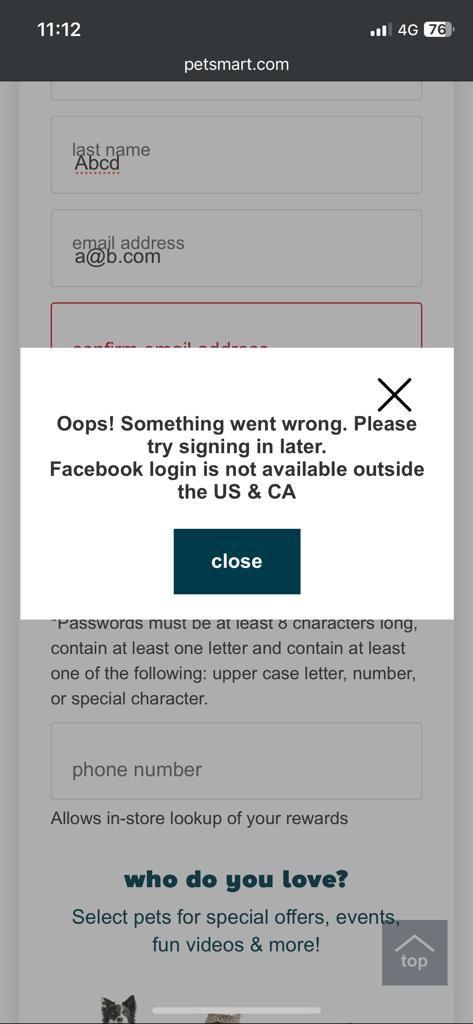 11:12
4G 76
petsmart.com
last name
Abcd
email address
a@b.com
confirm email address
Oops! Something went wrong. Please
try signing in later.
Facebook login is not available outside
the US & CA
close
*Passwords must be at least 8 characters long,
contain at least one letter and contain at least
one of the following: upper case letter, number,
or special character.
phone number
Allows in-store lookup of your rewards
who do you love?
Select pets for special offers, events,
fun videos & more!
top